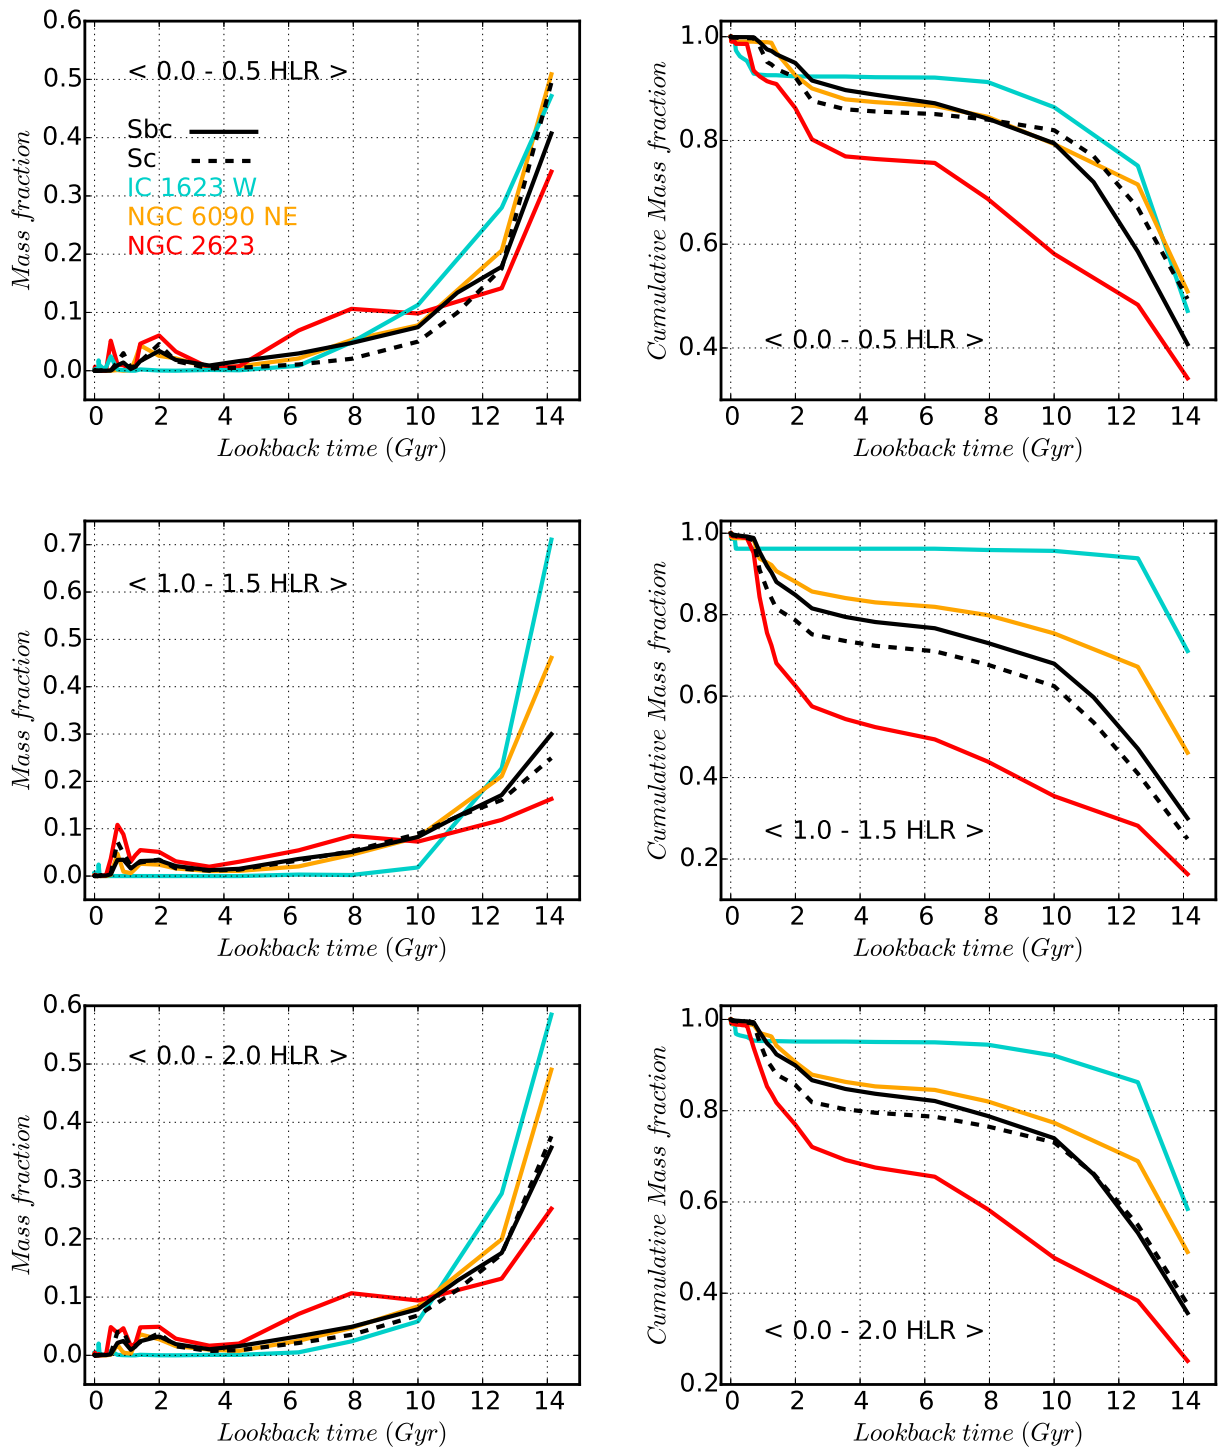 0.6
0.5
0.4
0.3
0.2
0.1
0.0
Mass fraction
< 0.0 - 0.5 HLR >
Sbc
Sc
IC 1623 W
NGC 6090 NE
NGC 2623
0 2 4 6 8 10 12 14
Lookback time (Gyr)
1.0
0.8
0.6
0.4
Cumulative Mass fraction
< 0.0 - 0.5 HLR >
0 2 4 6 8 10 12 14
Lookback time (Gyr)
0.7
0.6
0.5
0.4
0.3
0.2
0.1
0.0
Mass fraction
< 1.0 - 1.5 HLR >
0 2 4 6 8 10 12 14
Lookback time (Gyr)
1.0
0.8
0.6
0.4
0.2
Cumulative Mass fraction
< 1.0 - 1.5 HLR >
0 2 4 6 8 10 12 14
Lookback time (Gyr)
0.6
0.5
0.4
0.3
0.2
0.1
0.0
Mass fraction
< 0.0 - 2.0 HLR >
0 2 4 6 8 10 12 14
Lookback time (Gyr)
1.0
0.8
0.6
0.4
0.2
Cumulative Mass fraction
< 0.0 - 2.0 HLR >
0 2 4 6 8 10 12 14
Lookback time (Gyr)